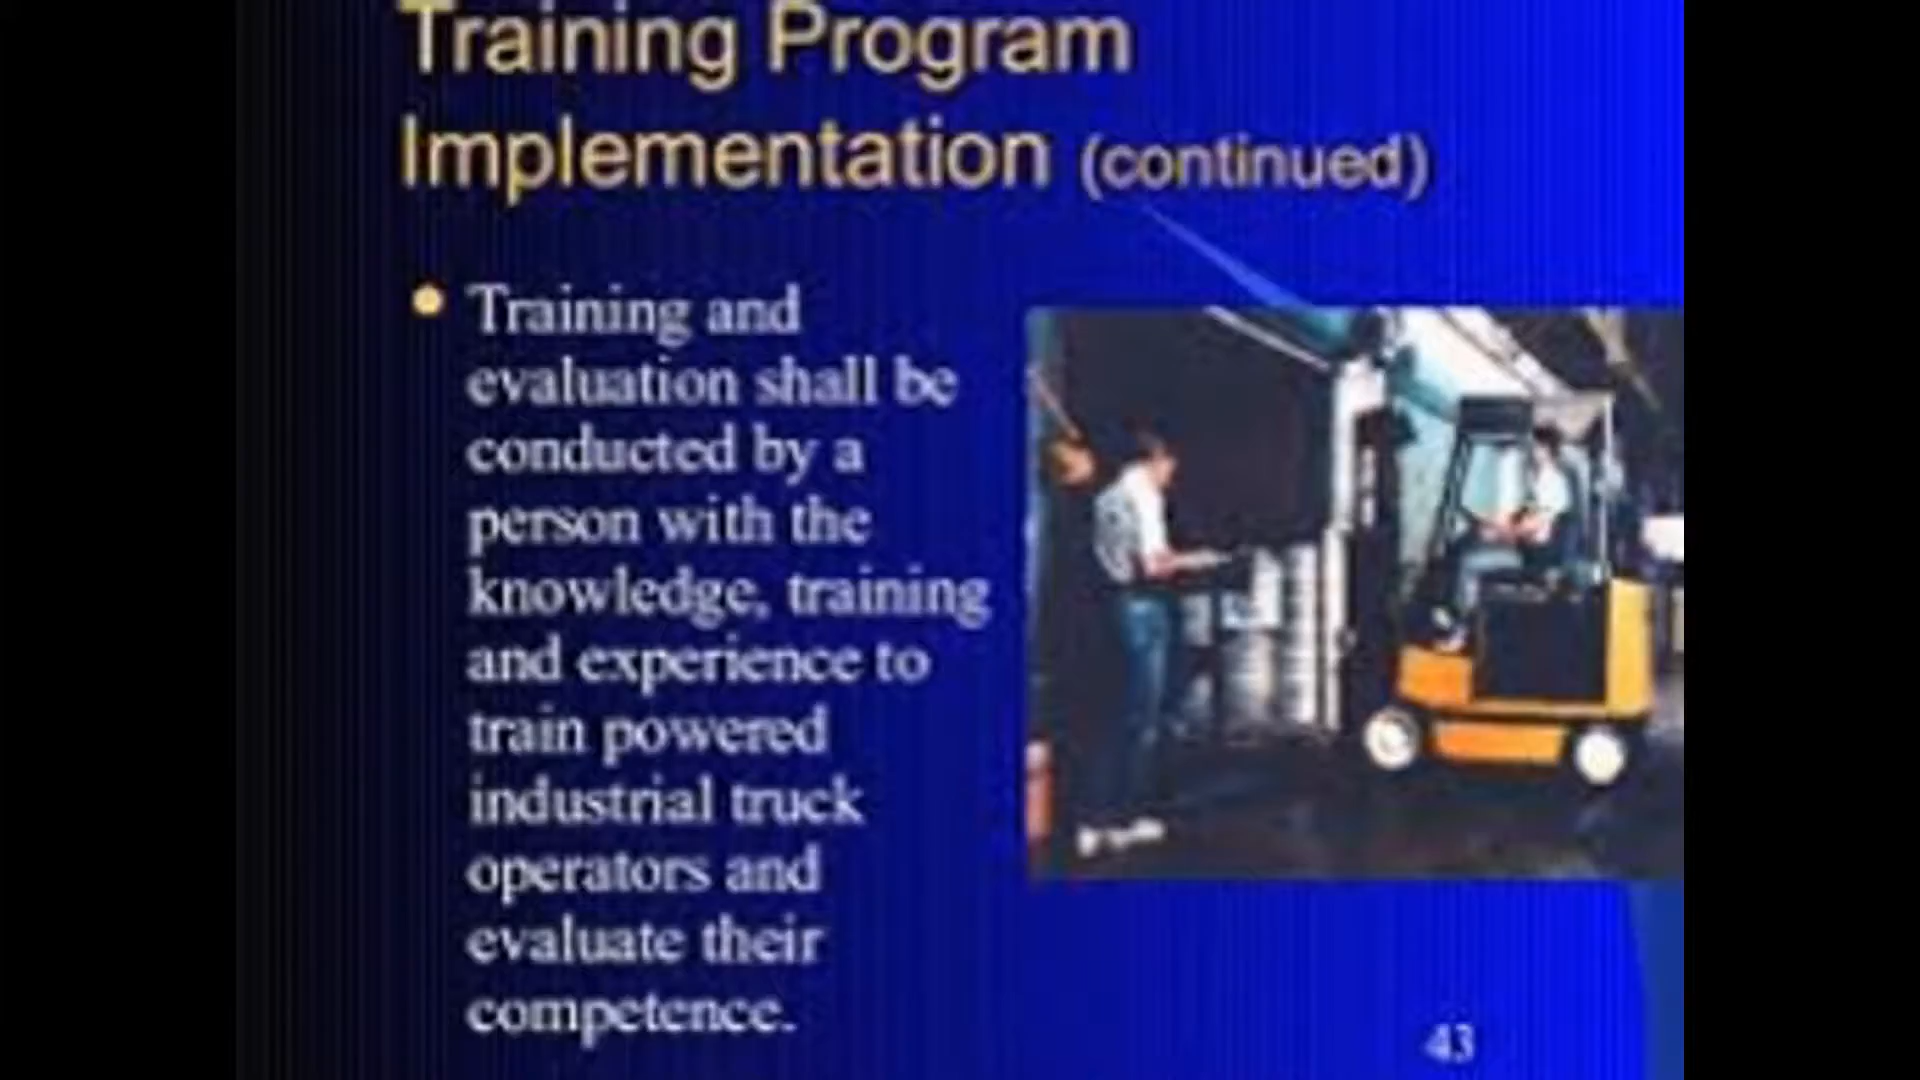 Training Program
Implementation (continued)
Training and
evaluation shall be
conducted by a
person with the
knowledge, training
and experience to
train powered
industrial truck
operators and
evaluate their
competence.
43